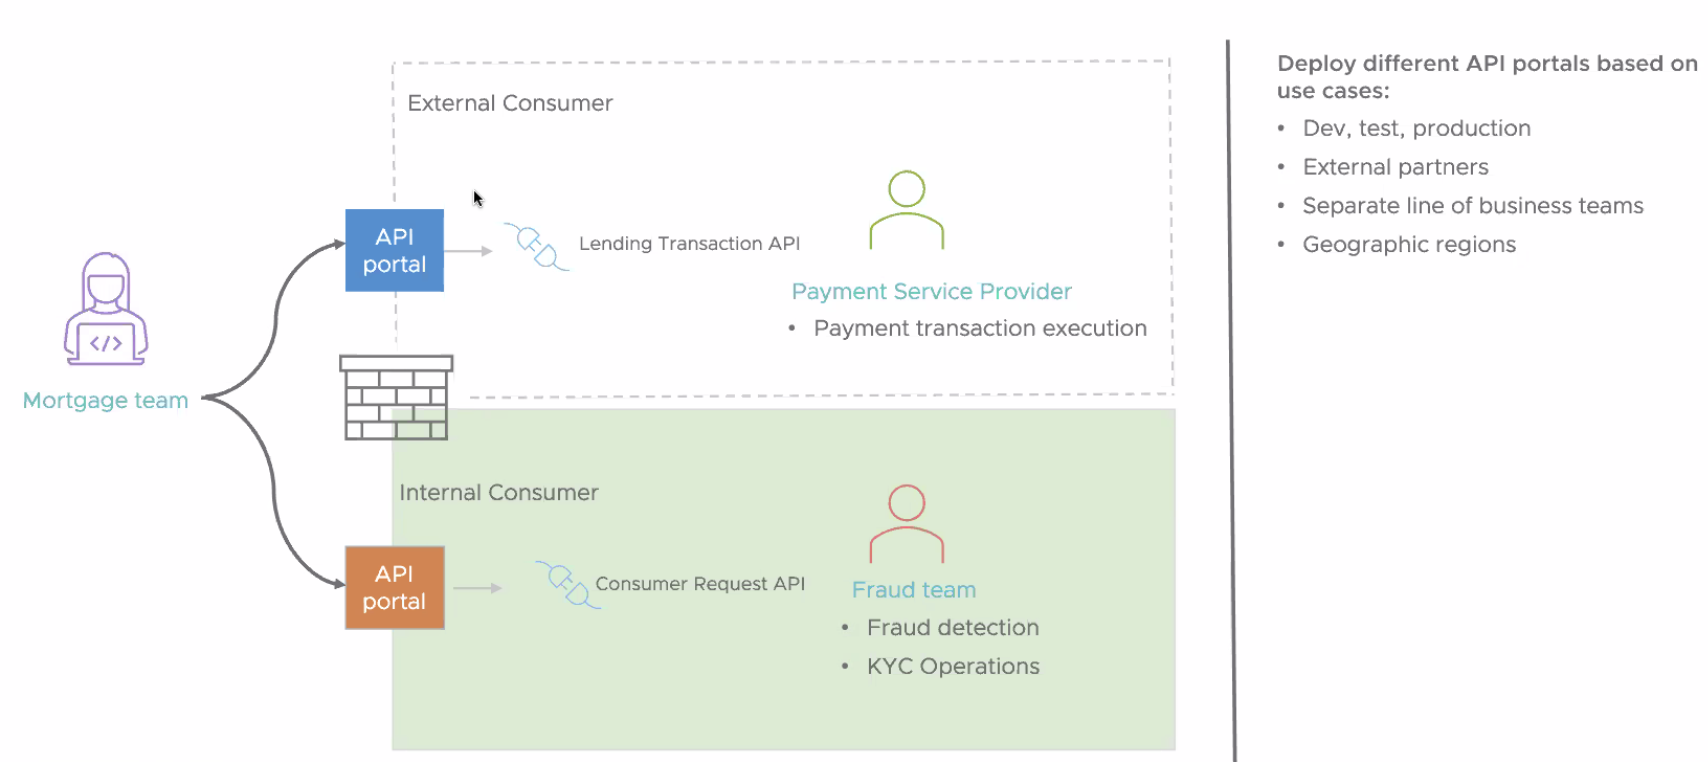 External Consumer
API
portal
Lending Transaction API
Payment Service Provider
• Payment transaction execution
</>
Mortgage team
Internal Consumer
API
portal
Consumer Request API
Fraud team
• Fraud detection
• KYC Operations
Deploy different API portals based on
use cases:
• Dev, test, production
• External partners
• Separate line of business teams
• Geographic regions